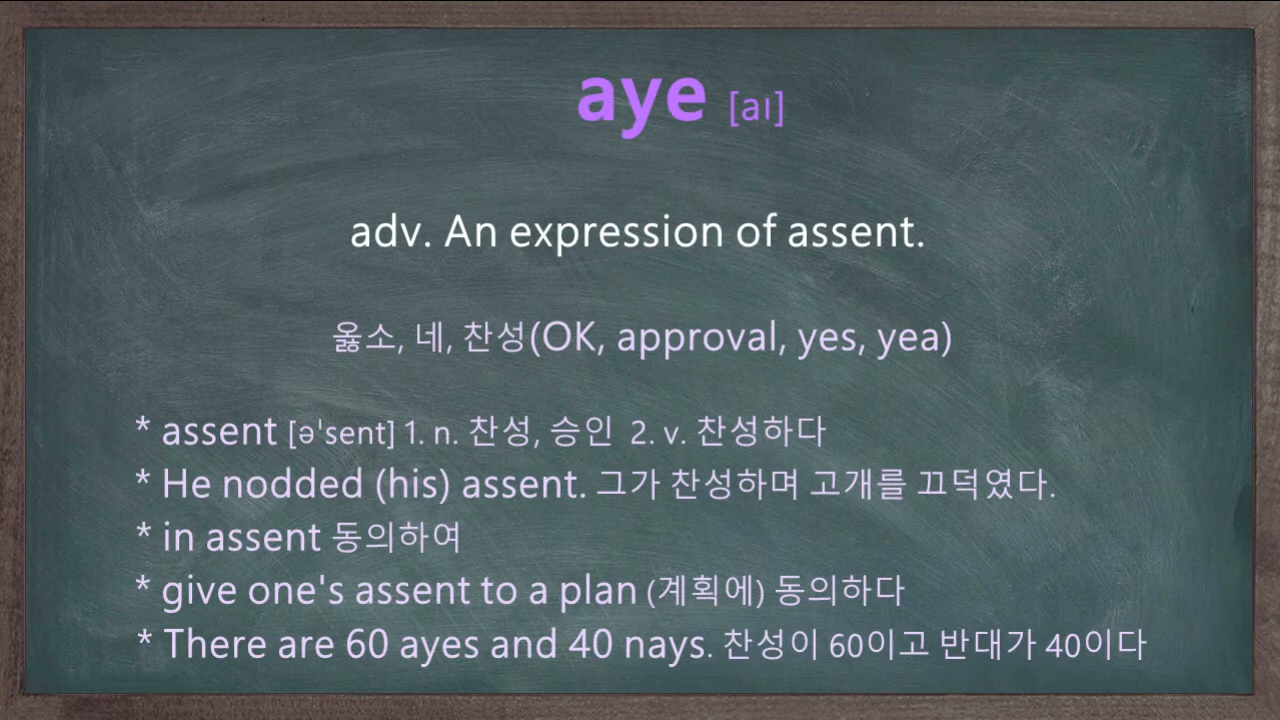 aye [aɪ]
adv. An expression of assent.
옳소, 네, 찬성(OK, approval, yes, yea)
* assent [ə'sent] 1. n. 찬성, 승인 2. v. 찬성하다
* He nodded (his) assent. 그가 찬성하며 고개를 끄덕였다.
* in assent 동의하여
* give one's assent to a plan (계획에) 동의하다
* There are 60 ayes and 40 nays. 찬성이 60이고 반대가 40이다